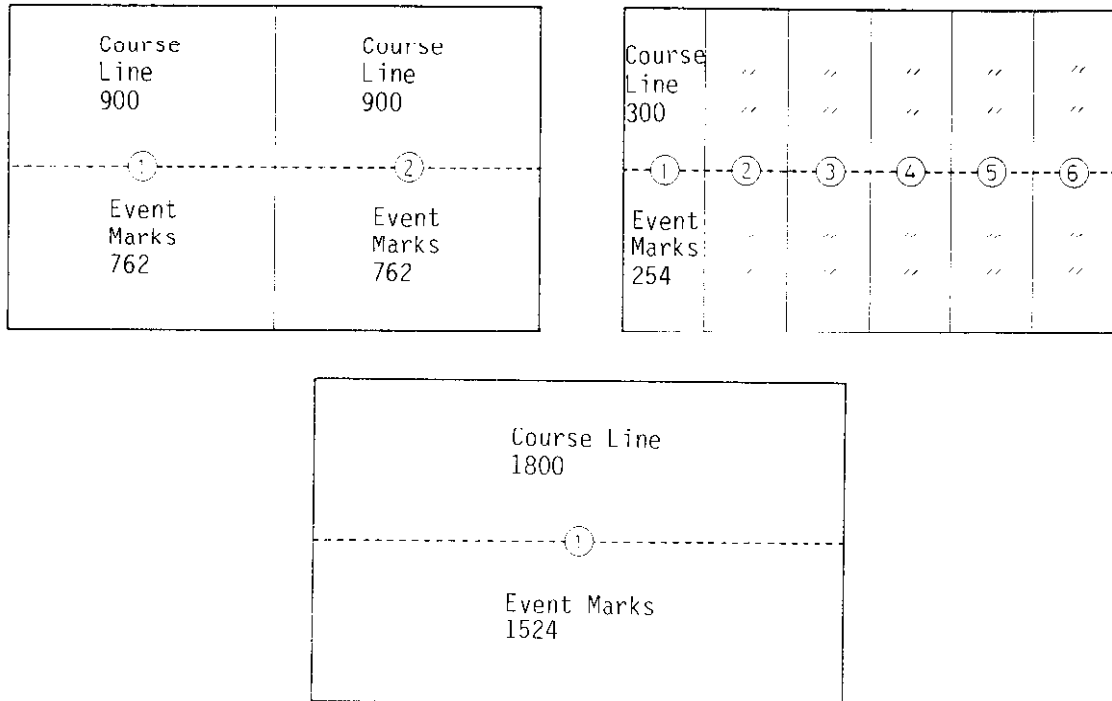 Course
Line
900
Course
Line
900
1
2
Event
Marks
762
Event
Marks
762
Course
Line
300
〃 〃 〃 〃 〃
〃 〃 〃 〃 〃
1 2 3 4 5 6
Event
Marks
254
〃 〃 〃 〃 〃
〃 〃 〃 〃 〃
Course Line
1800
1
Event Marks
1524